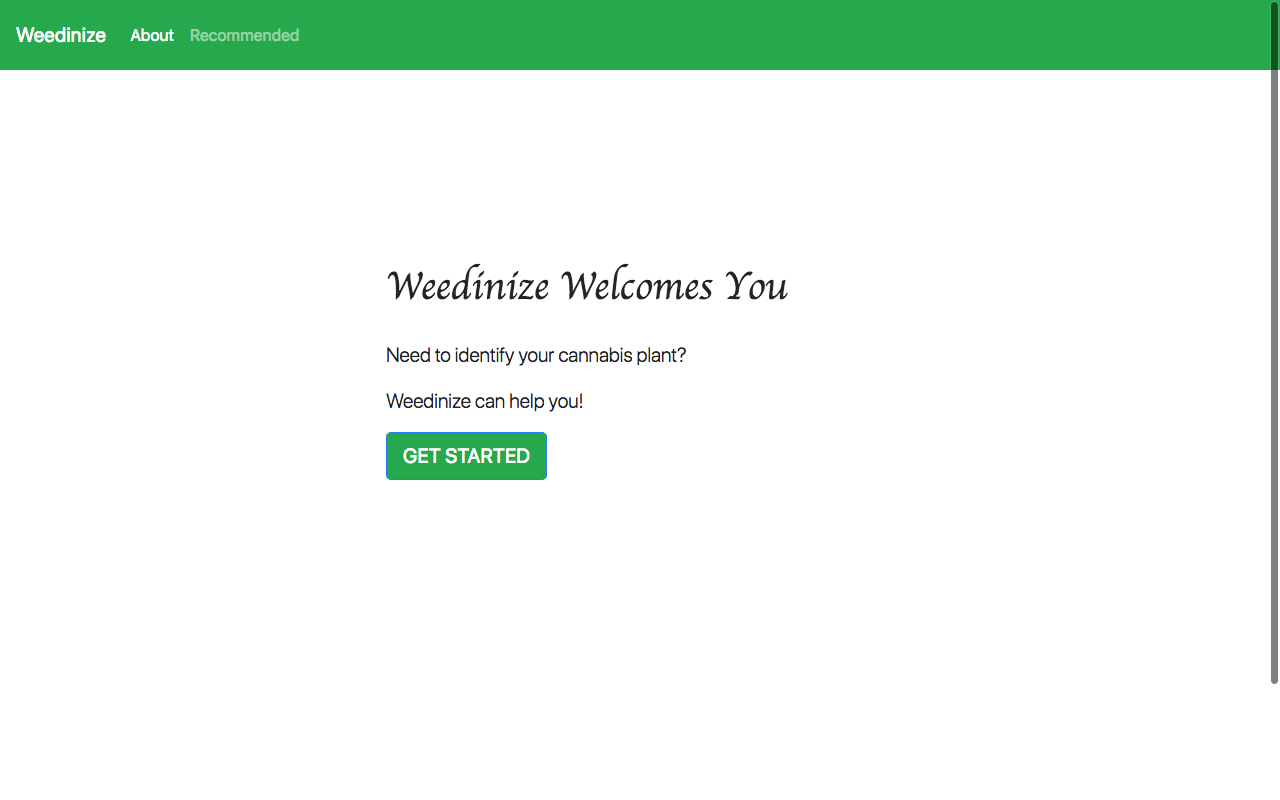 Weedinize About Recommended
Weedinize Welcomes You
Need to identify your cannabis plant?
Weedinize can help you!
GET STARTED